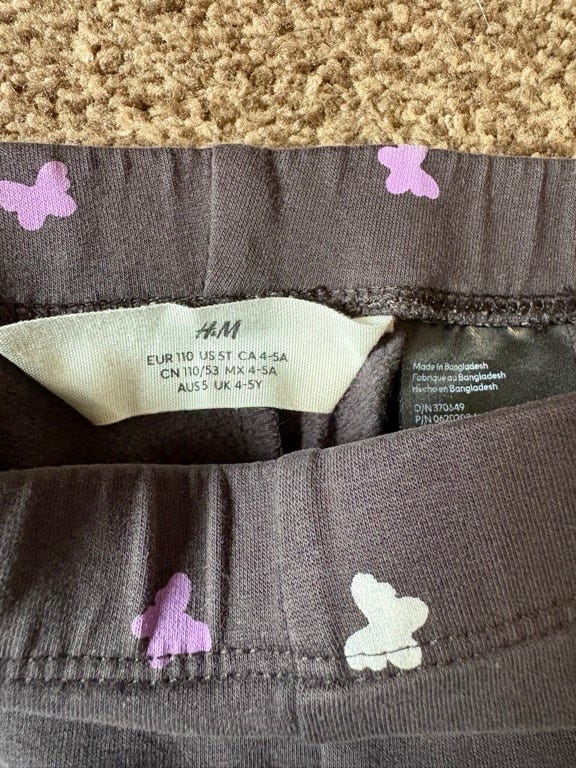 H&M
EUR 110 US 5T CA 4-5A
CN 110/53 MX 4-5A
AUS 5 UK 4-5Y
Made in Bangladesh
Fabriqué au Bangladesh
Hecho en Bangladesh
O/N 370549
P/N